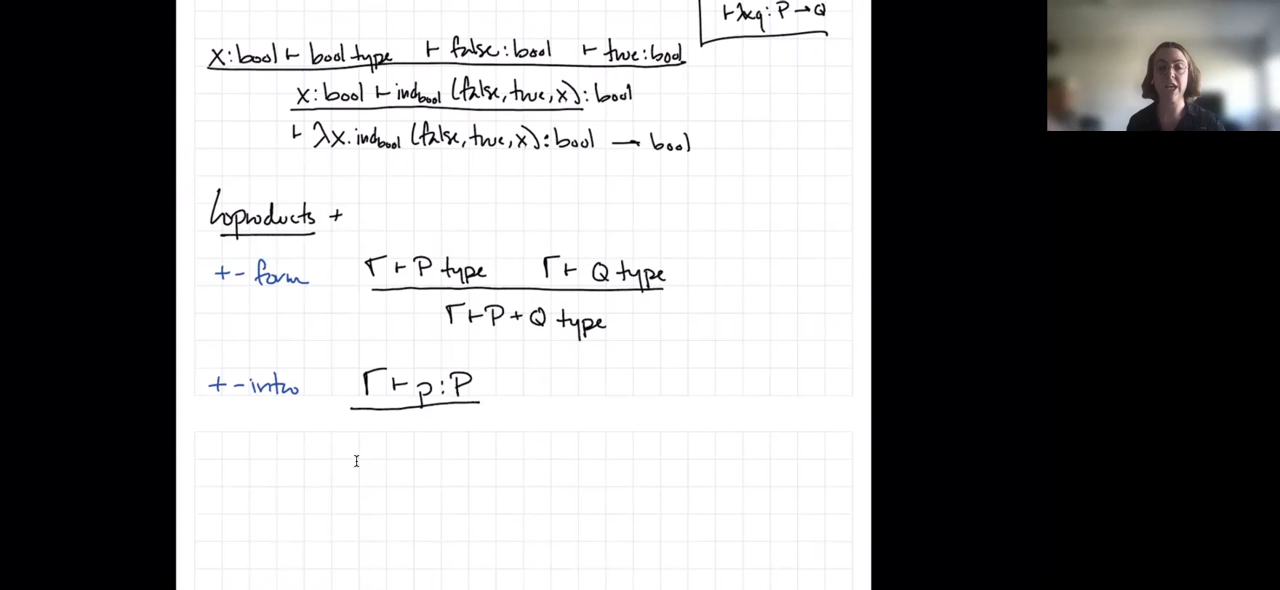 ⊢ λx.q : P → Q
x : bool ⊢ bool type ⊢ false : bool ⊢ true : bool
x : bool ⊢ ind_bool (false, true, x) : bool
⊢ λx. ind_bool (false, true, x) : bool → bool
Coproducts +
+ - form Γ ⊢ P type Γ ⊢ Q type
Γ ⊢ P + Q type
+ - intro Γ ⊢ p : P